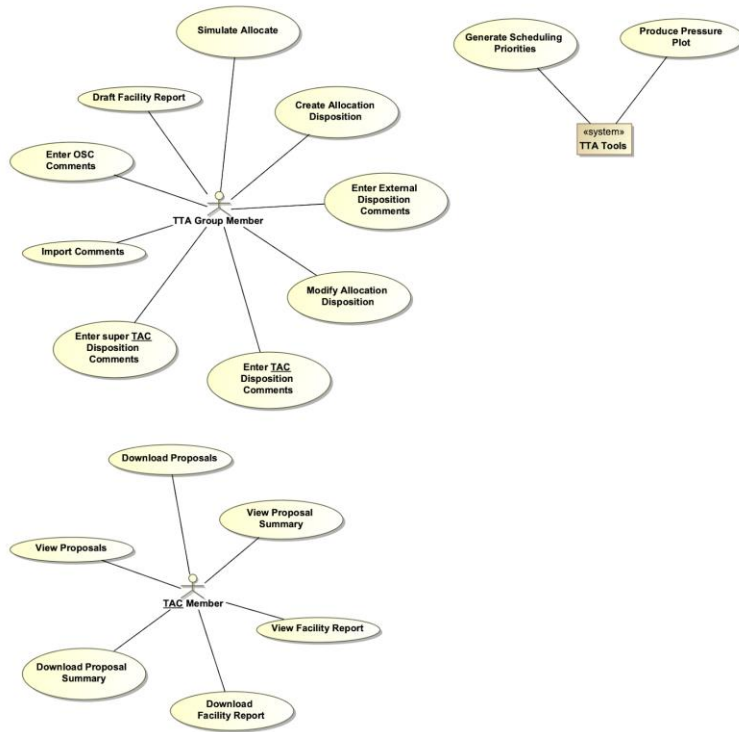 Simulate Allocate
Generate Scheduling
Priorities
Produce Pressure
Plot
Draft Facility Report
Create Allocation
Disposition
«system»
TTA Tools
Enter OSC
Comments
Enter External
Disposition
Comments
TTA Group Member
Import Comments
Modify Allocation
Disposition
Enter super TAC
Disposition
Comments
Enter TAC
Disposition
Comments
Download Proposals
View Proposal
Summary
View Proposals
TAC Member
View Facility Report
Download Proposal
Summary
Download
Facility Report